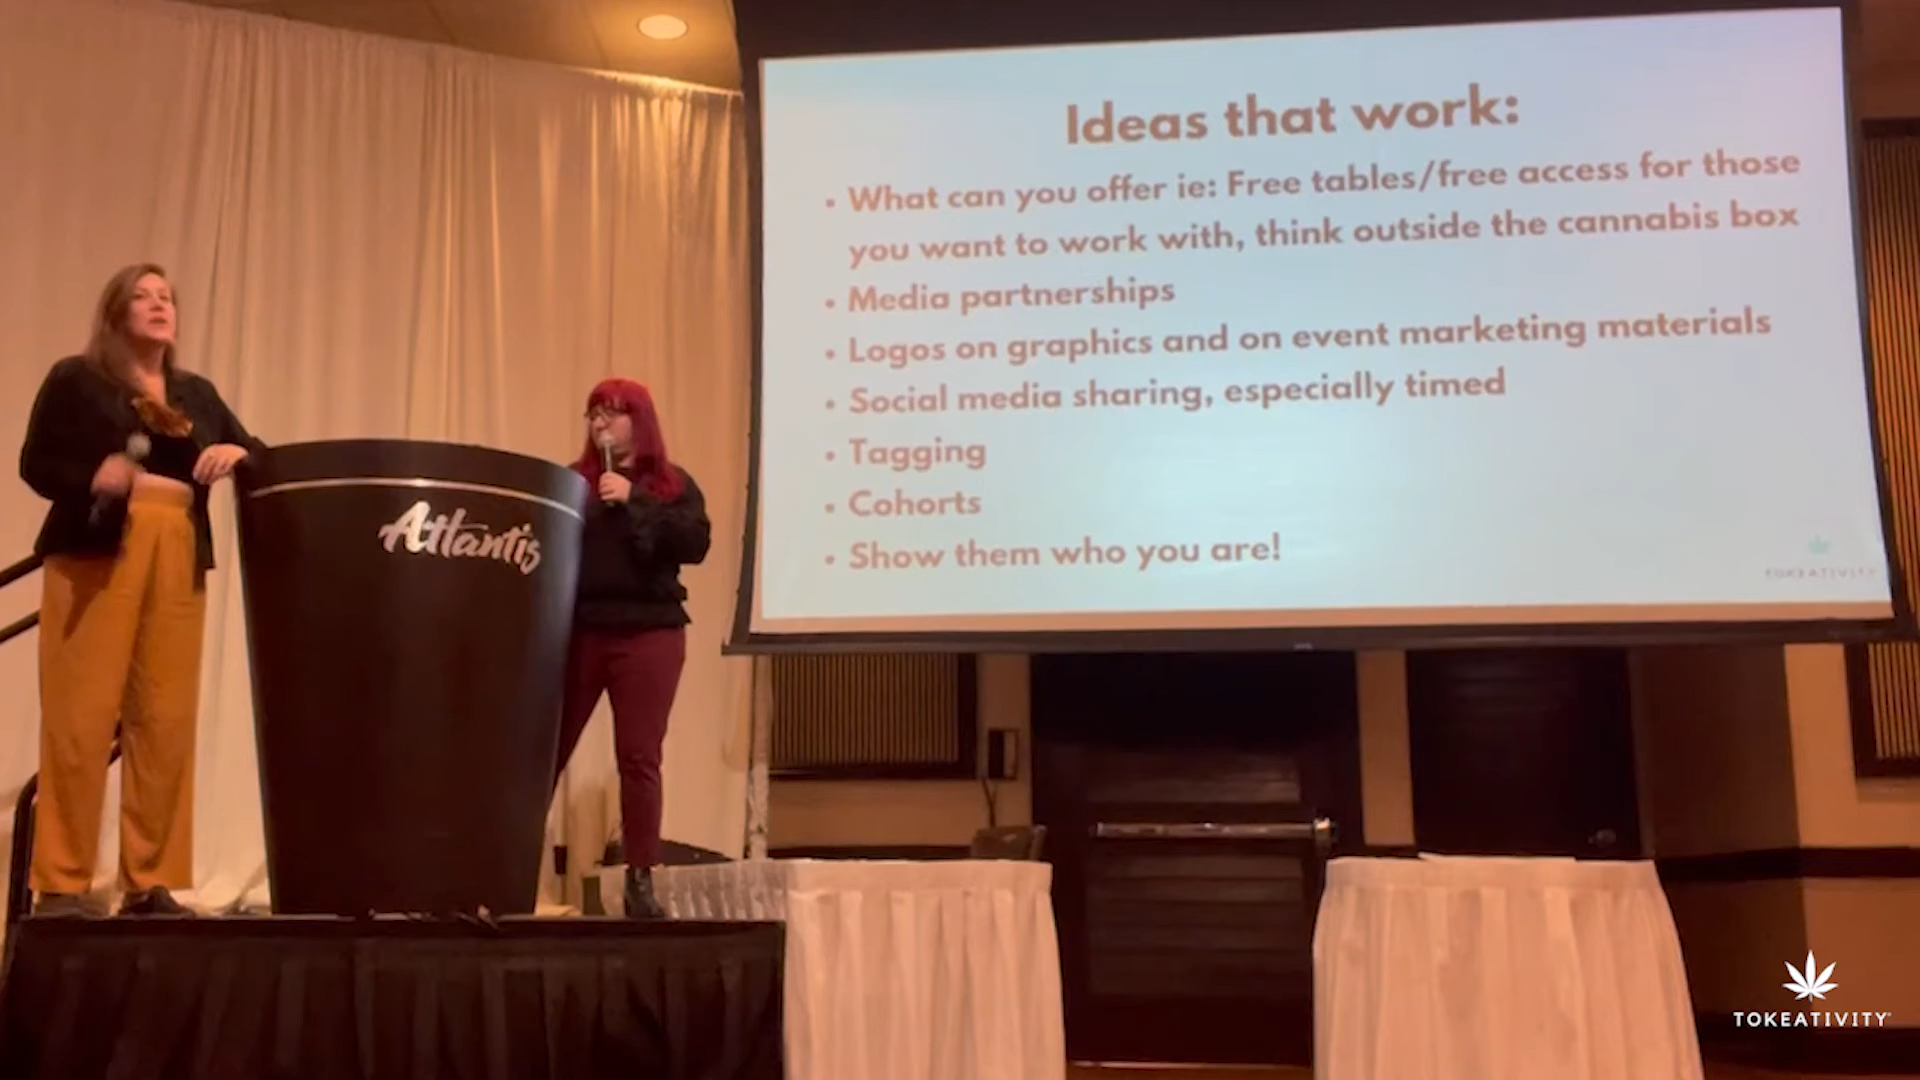 Ideas that work:
• What can you offer ie: Free tables/free access for those
you want to work with, think outside the cannabis box
• Media partnerships
• Logos on graphics and on event marketing materials
• Social media sharing, especially timed
• Tagging
• Cohorts
• Show them who you are!
TOKEATIVITY
Atlantis
TOKEATIVITY